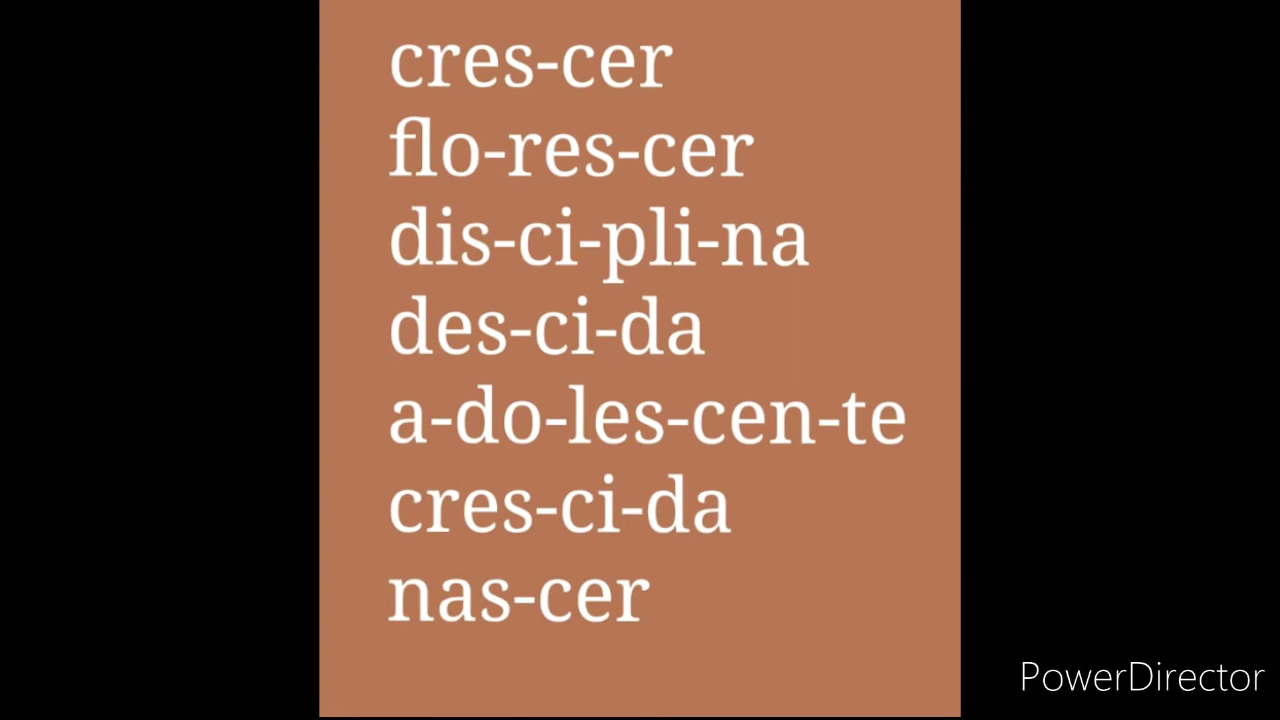 cres-cer
flo-res-cer
dis-ci-pli-na
des-ci-da
a-do-les-cen-te
cres-ci-da
nas-cer
PowerDirector